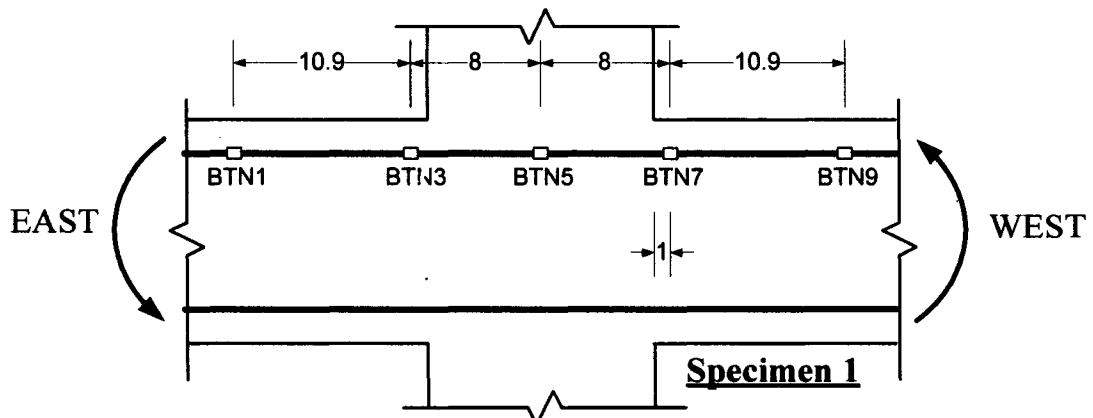 10.9 8 8 10.9
BTN1 BTN3 BTN5 BTN7 BTN9
EAST WEST
1
Specimen 1